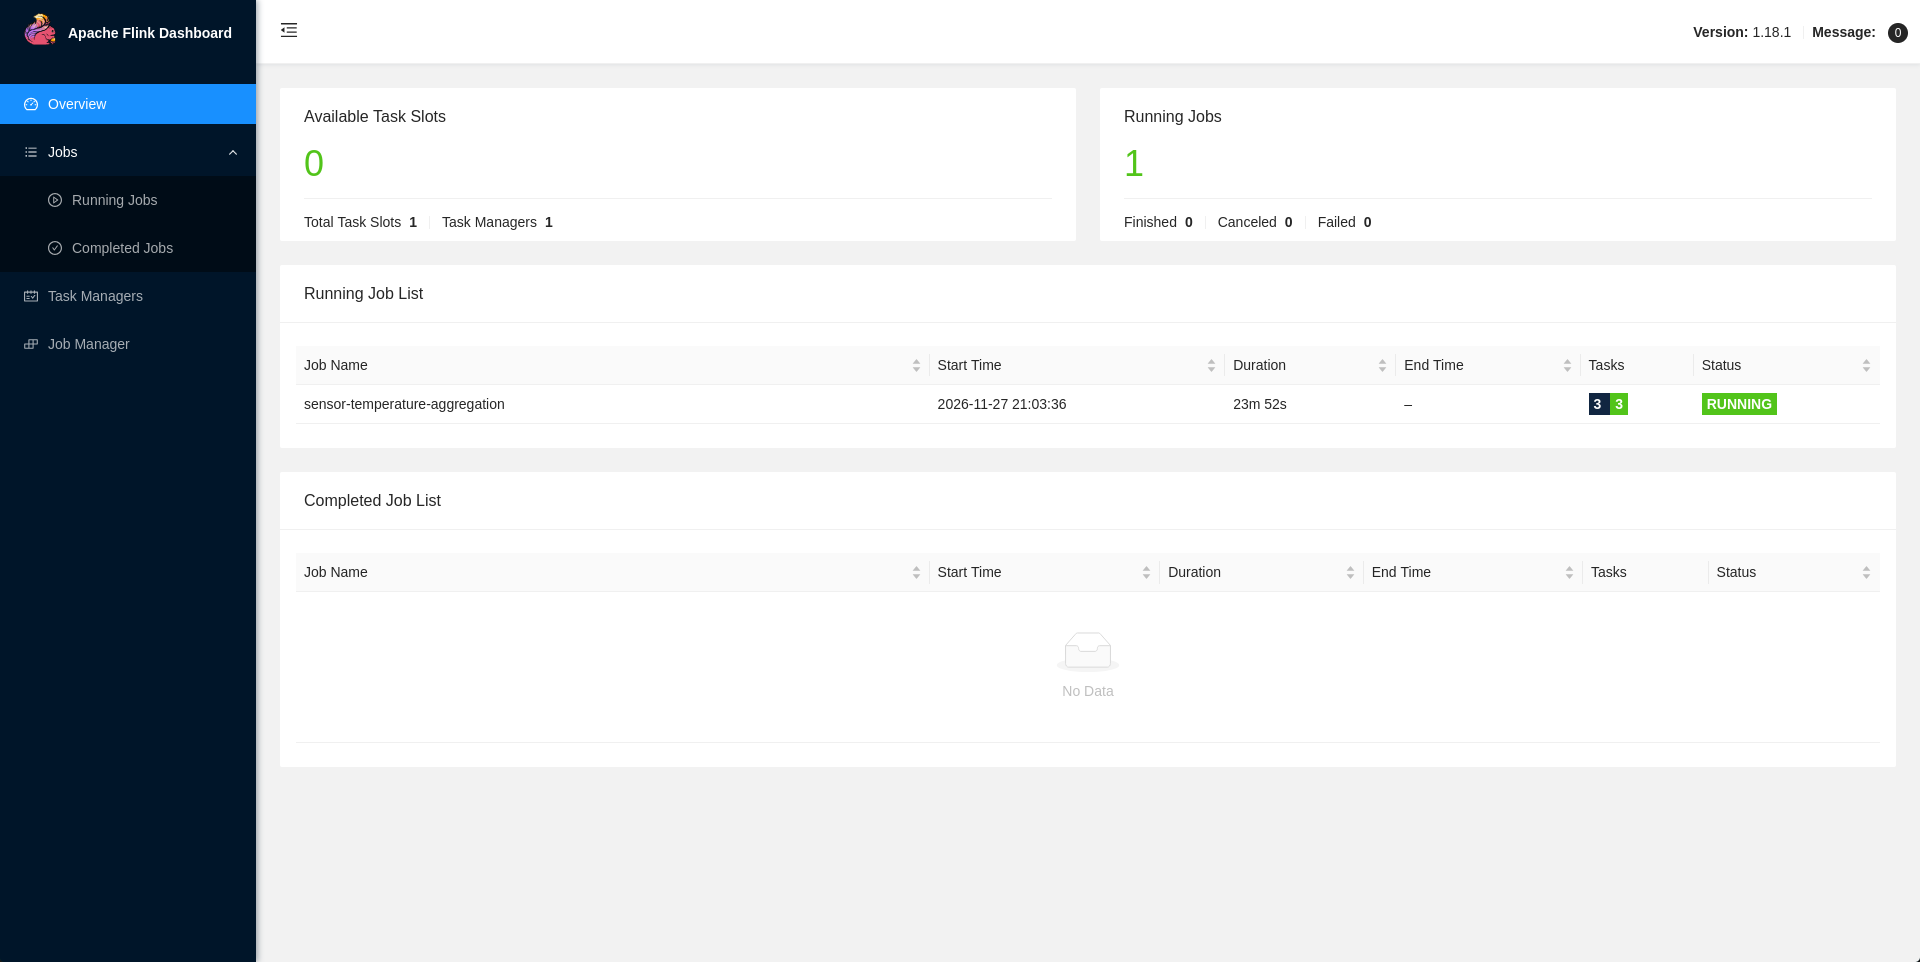 Apache Flink Dashboard
Version: 1.18.1 Message: 0
Overview
Jobs
Running Jobs
Completed Jobs
Task Managers
Job Manager
Available Task Slots
0
Total Task Slots 1 Task Managers 1
Running Jobs
1
Finished 0 Canceled 0 Failed 0
Running Job List
Job Name Start Time Duration End Time Tasks Status
sensor-temperature-aggregation 2026-11-27 21:03:36 23m 52s – 3 3 RUNNING
Completed Job List
Job Name Start Time Duration End Time Tasks Status
No Data